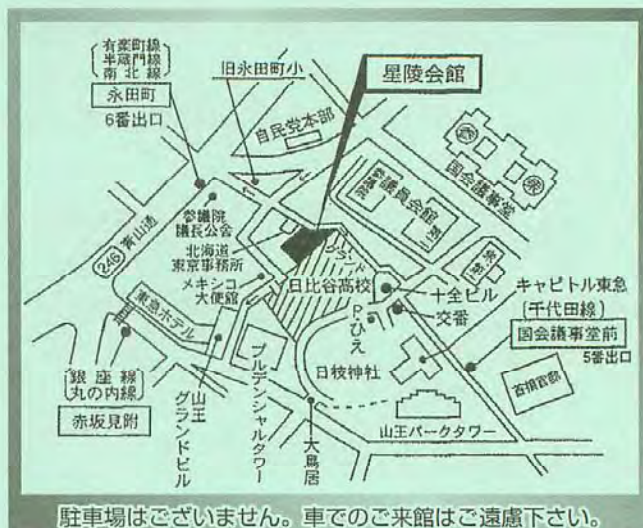 有楽町線
半蔵門線
南北線
永田町
6番出口
旧永田町小
星陵会館
自民党本部
国会議事堂
参
衆
参議院
議員会館
第一
参議院
議長公舎
北海道
東京事務所
グランド
メキシコ
大使館
日比谷高校
十全ビル
交番
キャピトル東急
(千代田線)
国会議事堂前
5番出口
246
青山通
東急ホテル
P.ひえ
日枝神社
首相官邸
銀座線
丸の内線
赤坂見附
山王
グランドビル
プルデンシャルタワー
大鳥居
山王パークタワー
駐車場はございません。車でのご来館はご遠慮下さい。